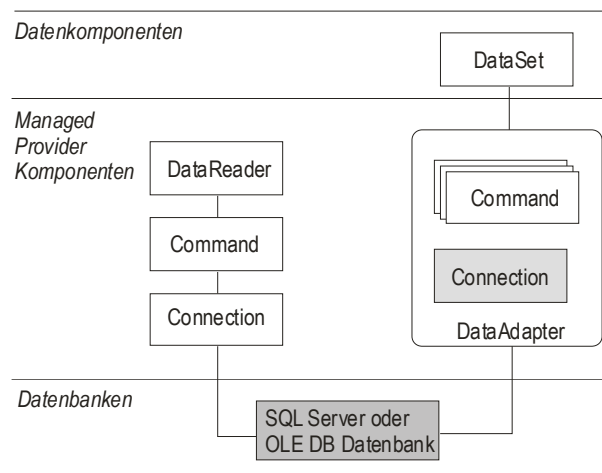 Datenkomponenten
DataSet
Managed
Provider
Komponenten
DataReader
Command
Connection
Command
Connection
DataAdapter
Datenbanken
SQL Server oder
OLE DB Datenbank